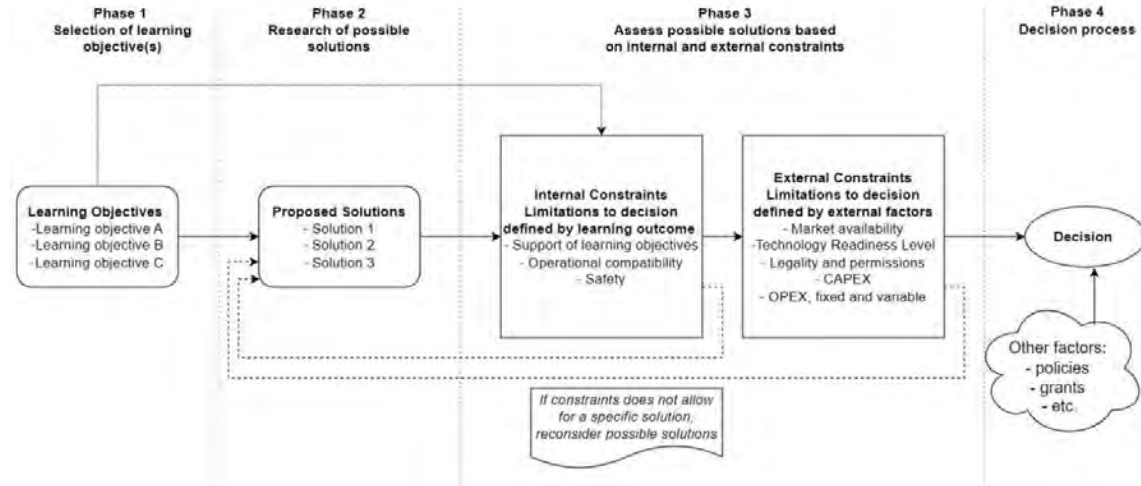 Phase 1
Selection of learning
objective(s)
Phase 2
Research of possible
solutions
Phase 3
Assess possible solutions based
on internal and external constraints
Phase 4
Decision process
Learning Objectives
-Learning objective A
-Learning objective B
-Learning objective C
Proposed Solutions
- Solution 1
- Solution 2
- Solution 3
Internal Constraints
Limitations to decision
defined by learning outcome
- Support of learning objectives
- Operational compatibility
- Safety
External Constraints
Limitations to decision
defined by external factors
- Market availability
-Technology Readiness Level
- Legality and permissions
- CAPEX
- OPEX, fixed and variable
Decision
Other factors:
- policies
- grants
- etc.
If constraints does not allow
for a specific solution,
reconsider possible solutions